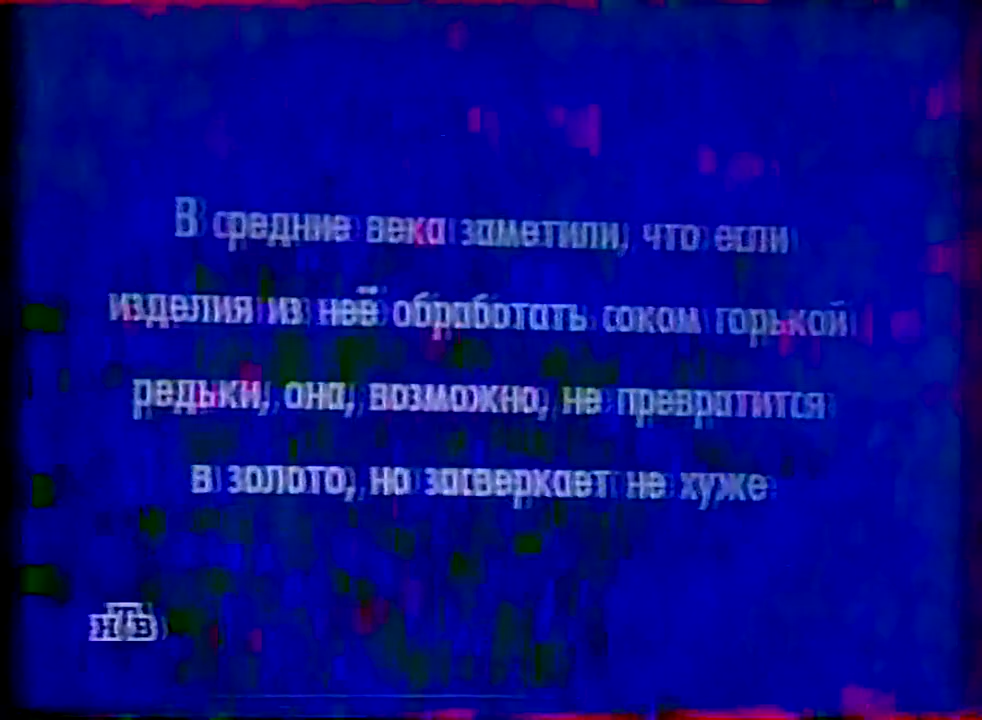 В средние века заметили, что если
изделия из неё обработать соком горькой
редьки, она, возможно, не превратится
в золото, но засверкает не хуже
НТВ